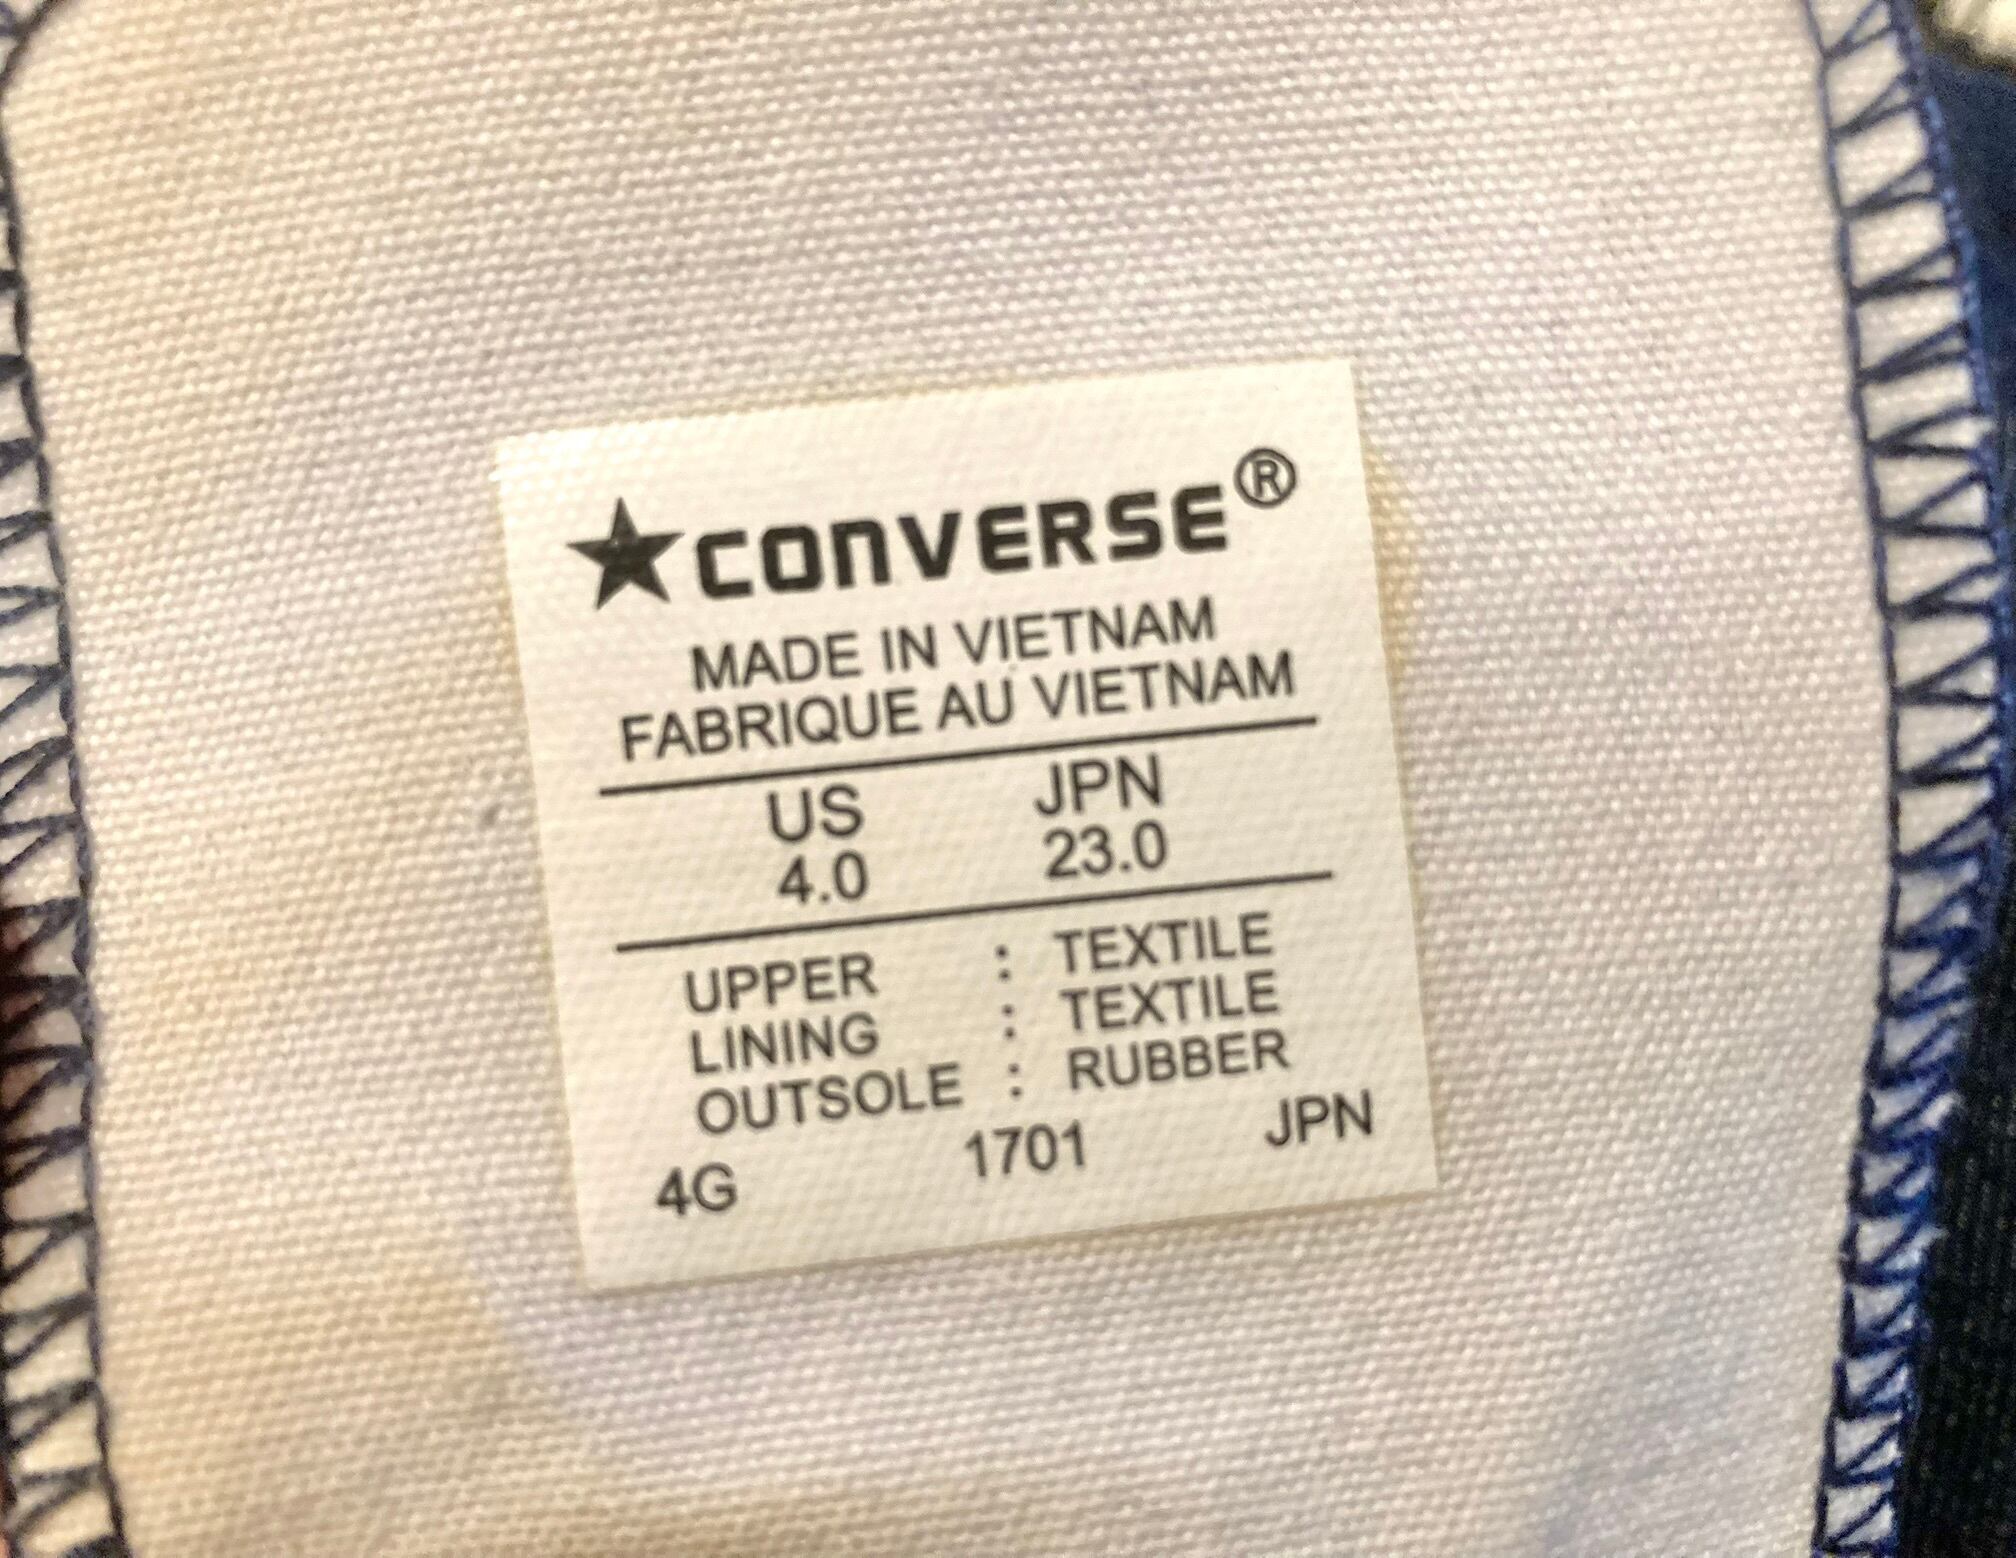 ★CONVERSE®
MADE IN VIETNAM
FABRIQUE AU VIETNAM
US JPN
4.0 23.0
UPPER : TEXTILE
LINING : TEXTILE
OUTSOLE : RUBBER
4G 1701 JPN